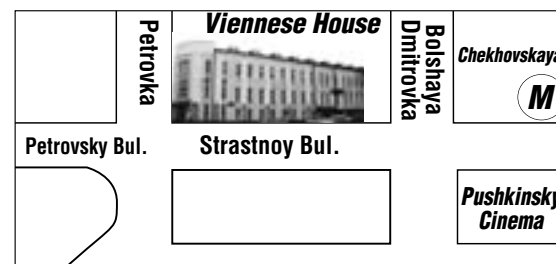 Viennese House
Petrovka
Bolshaya
Dmitrovka
Chekhovskaya
M
Petrovsky Bul.
Strastnoy Bul.
Pushkinsky
Cinema